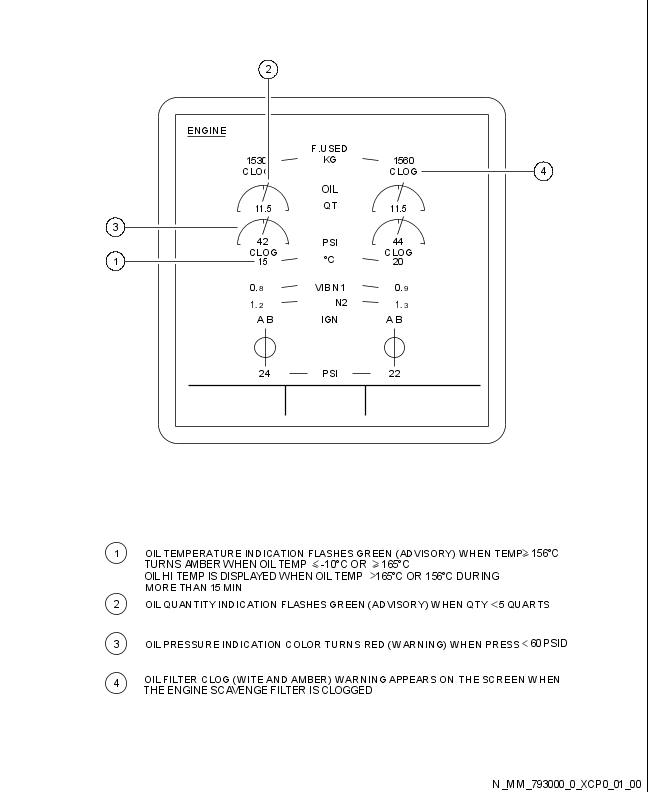 2
ENGINE
F.USED
1530 KG 1560
CLOG CLOG 4
OIL
11.5 QT 11.5
3
42 PSI 44
CLOG CLOG
1 15 °C 20
0.8 VIB N1 0.9
1.2 N2 1.3
A B IGN A B
24 PSI 22
1 OIL TEMPERATURE INDICATION FLASHES GREEN (ADVISORY) WHEN TEMP ⩾ 156°C
TURNS AMBER WHEN OIL TEMP ⩽ -10°C OR ⩾ 165°C
OIL HI TEMP IS DISPLAYED WHEN OIL TEMP >165°C OR 156°C DURING
MORE THAN 15 MIN
2 OIL QUANTITY INDICATION FLASHES GREEN (ADVISORY) WHEN QTY <5 QUARTS
3 OIL PRESSURE INDICATION COLOR TURNS RED (WARNING) WHEN PRESS < 60 PSID
4 OIL FILTER CLOG (WITE AND AMBER) WARNING APPEARS ON THE SCREEN WHEN
THE ENGINE SCAVENGE FILTER IS CLOGGED
N_MM_793000_0_XCP0_01_00